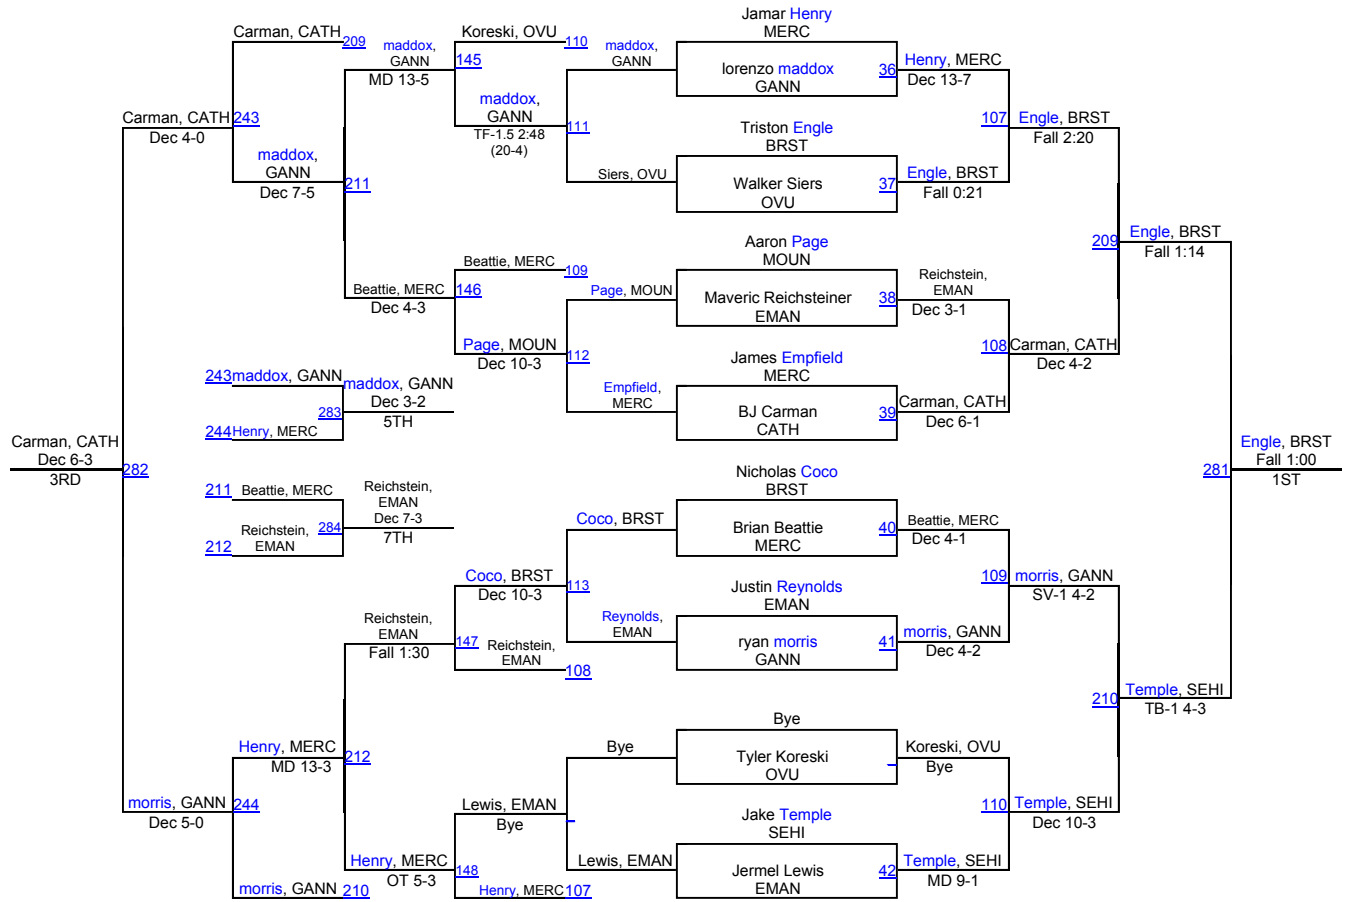 Jamar Henry
MERC
lorenzo maddox
GANN
36
Henry, MERC
Dec 13-7
Triston Engle
BRST
Walker Siers
OVU
37
Engle, BRST
Fall 0:21
107
Engle, BRST
Fall 2:20
Aaron Page
MOUN
Maveric Reichsteiner
EMAN
38
Reichstein,
EMAN
Dec 3-1
James Empfield
MERC
BJ Carman
CATH
39
Carman, CATH
Dec 6-1
108
Carman, CATH
Dec 4-2
209
Engle, BRST
Fall 1:14
Nicholas Coco
BRST
Brian Beattie
MERC
40
Beattie, MERC
Dec 4-1
Justin Reynolds
EMAN
ryan morris
GANN
41
morris, GANN
Dec 4-2
109
morris, GANN
SV-1 4-2
Bye
Tyler Koreski
OVU
Koreski, OVU
Bye
Jake Temple
SEHI
Jermel Lewis
EMAN
42
Temple, SEHI
MD 9-1
110
Temple, SEHI
Dec 10-3
210
Temple, SEHI
TB-1 4-3
281
Engle, BRST
Fall 1:00
1ST
maddox,
GANN
Siers, OVU
111
maddox,
GANN
TF-1.5 2:48
(20-4)
Koreski, OVU
110
145
maddox,
GANN
MD 13-5
Page, MOUN
Empfield,
MERC
112
Page, MOUN
Dec 10-3
Beattie, MERC
109
146
Beattie, MERC
Dec 4-3
211
maddox,
GANN
Dec 7-5
Carman, CATH
209
243
Carman, CATH
Dec 4-0
243
maddox, GANN
244
Henry, MERC
283
maddox, GANN
Dec 3-2
5TH
Carman, CATH
Dec 6-3
3RD
282
211
Beattie, MERC
212
Reichstein,
EMAN
284
Reichstein,
EMAN
Dec 7-3
7TH
Coco, BRST
Reynolds,
EMAN
113
Coco, BRST
Dec 10-3
Reichstein,
EMAN
108
147
Reichstein,
EMAN
Fall 1:30
Bye
Lewis, EMAN
Lewis, EMAN
Bye
Henry, MERC
107
148
Henry, MERC
OT 5-3
212
Henry, MERC
MD 13-3
morris, GANN
210
244
morris, GANN
Dec 5-0